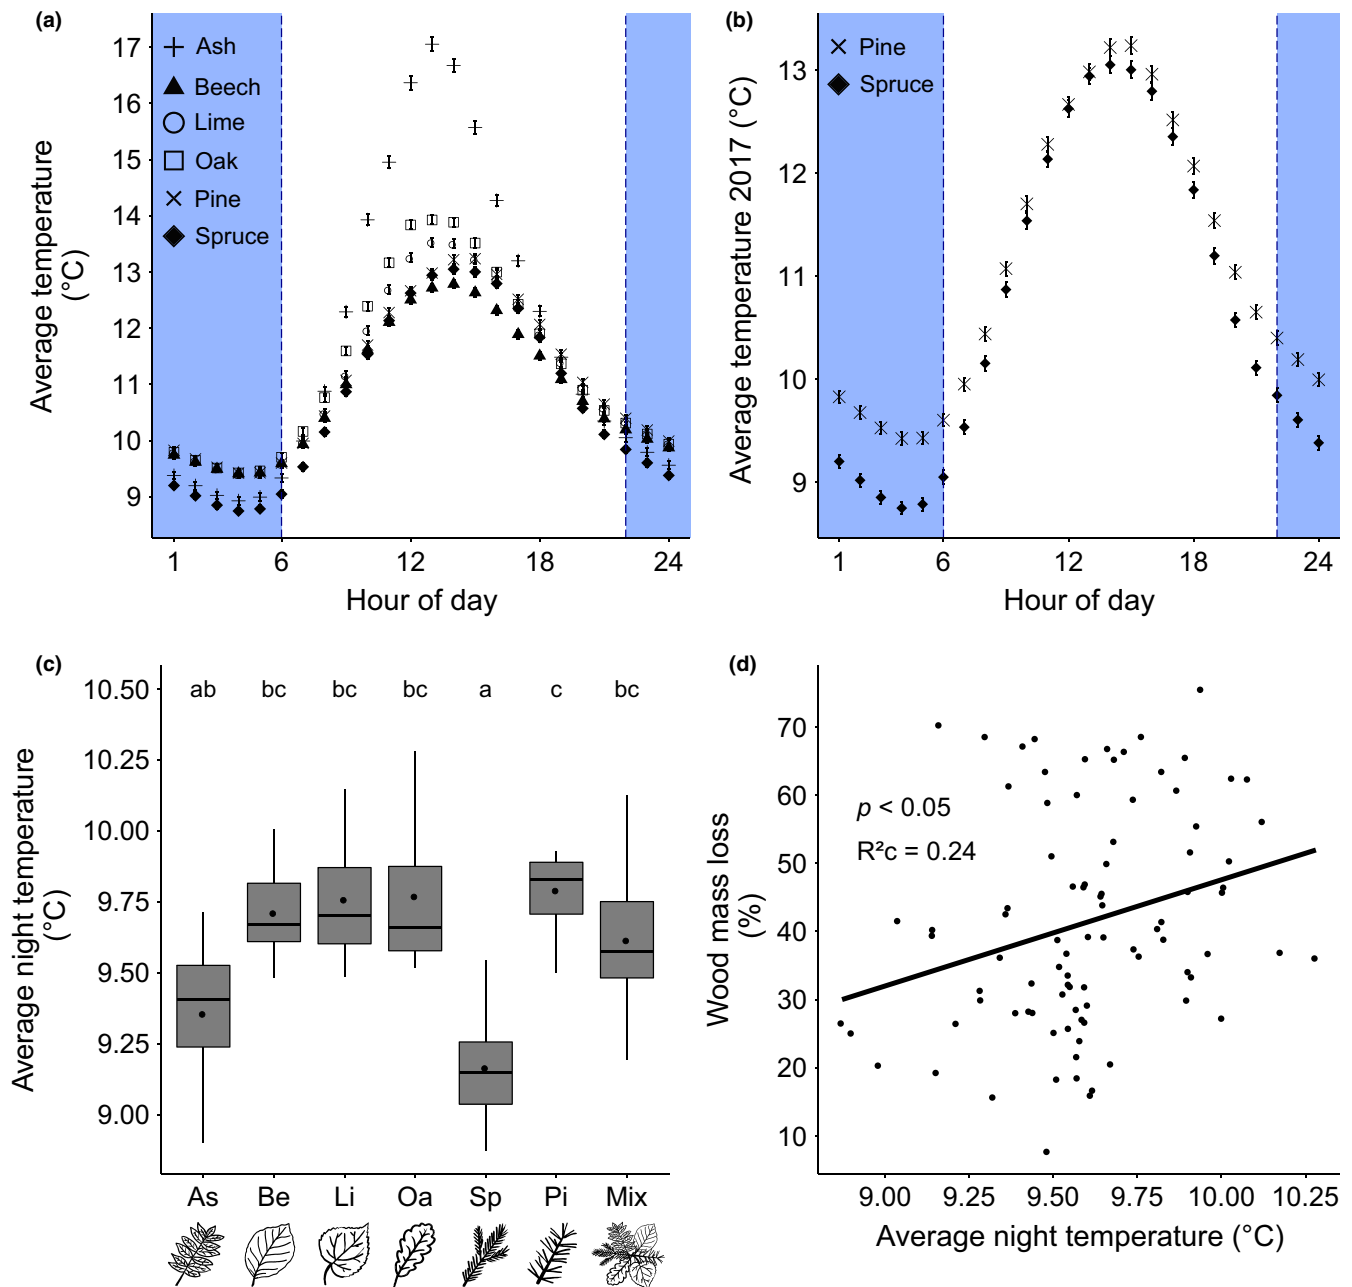 (a)
Average temperature
(°C)
17
16
15
14
13
12
11
10
9
Ash
Beech
Lime
Oak
Pine
Spruce
1 6 12 18 24
Hour of day
(b)
Average temperature 2017 (°C)
13
12
11
10
9
Pine
Spruce
1 6 12 18 24
Hour of day
(c)
Average night temperature
(°C)
10.50
10.25
10.00
9.75
9.50
9.25
9.00
ab bc bc bc a c bc
As Be Li Oa Sp Pi Mix
(d)
Wood mass loss
(%)
70
60
50
40
30
20
10
p < 0.05
R²c = 0.24
9.00 9.25 9.50 9.75 10.00 10.25
Average night temperature (°C)